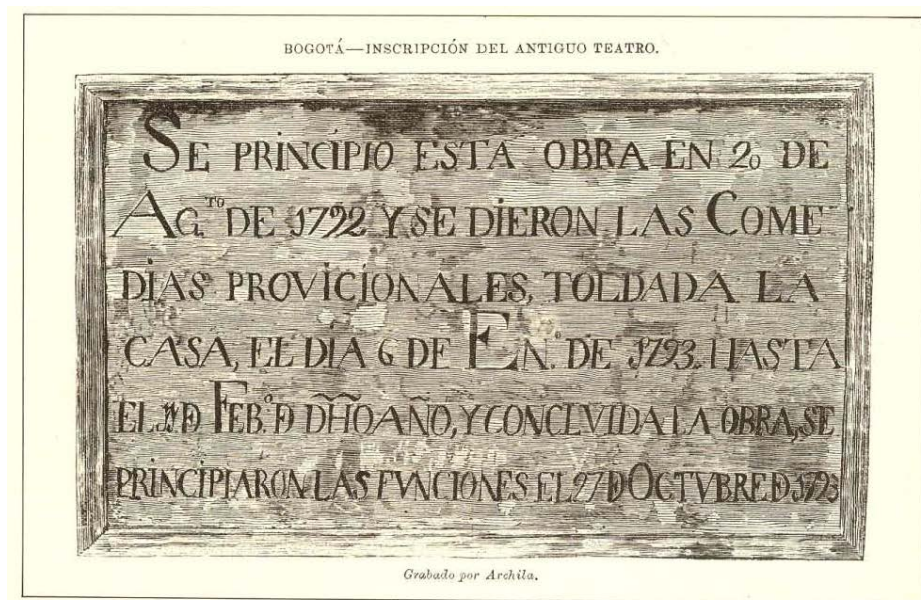 BOGOTÁ—INSCRIPCIÓN DEL ANTIGUO TEATRO.
SE PRINCIPIO ESTA OBRA EN 20 DE
AG.TO DE 1792 Y SE DIERON LAS COME
DIAS PROVICIONALES, TOLDADA LA
CASA, EL DIA 6 DE EN.º DE 1793. HASTA
EL D FEB.º D DHO AÑO, Y CONCLVIDA LA OBRA, SE
PRINCIPIARON LAS FVNCIONES EL 27 D OCTVBRE D 1793
Grabado por Archila.